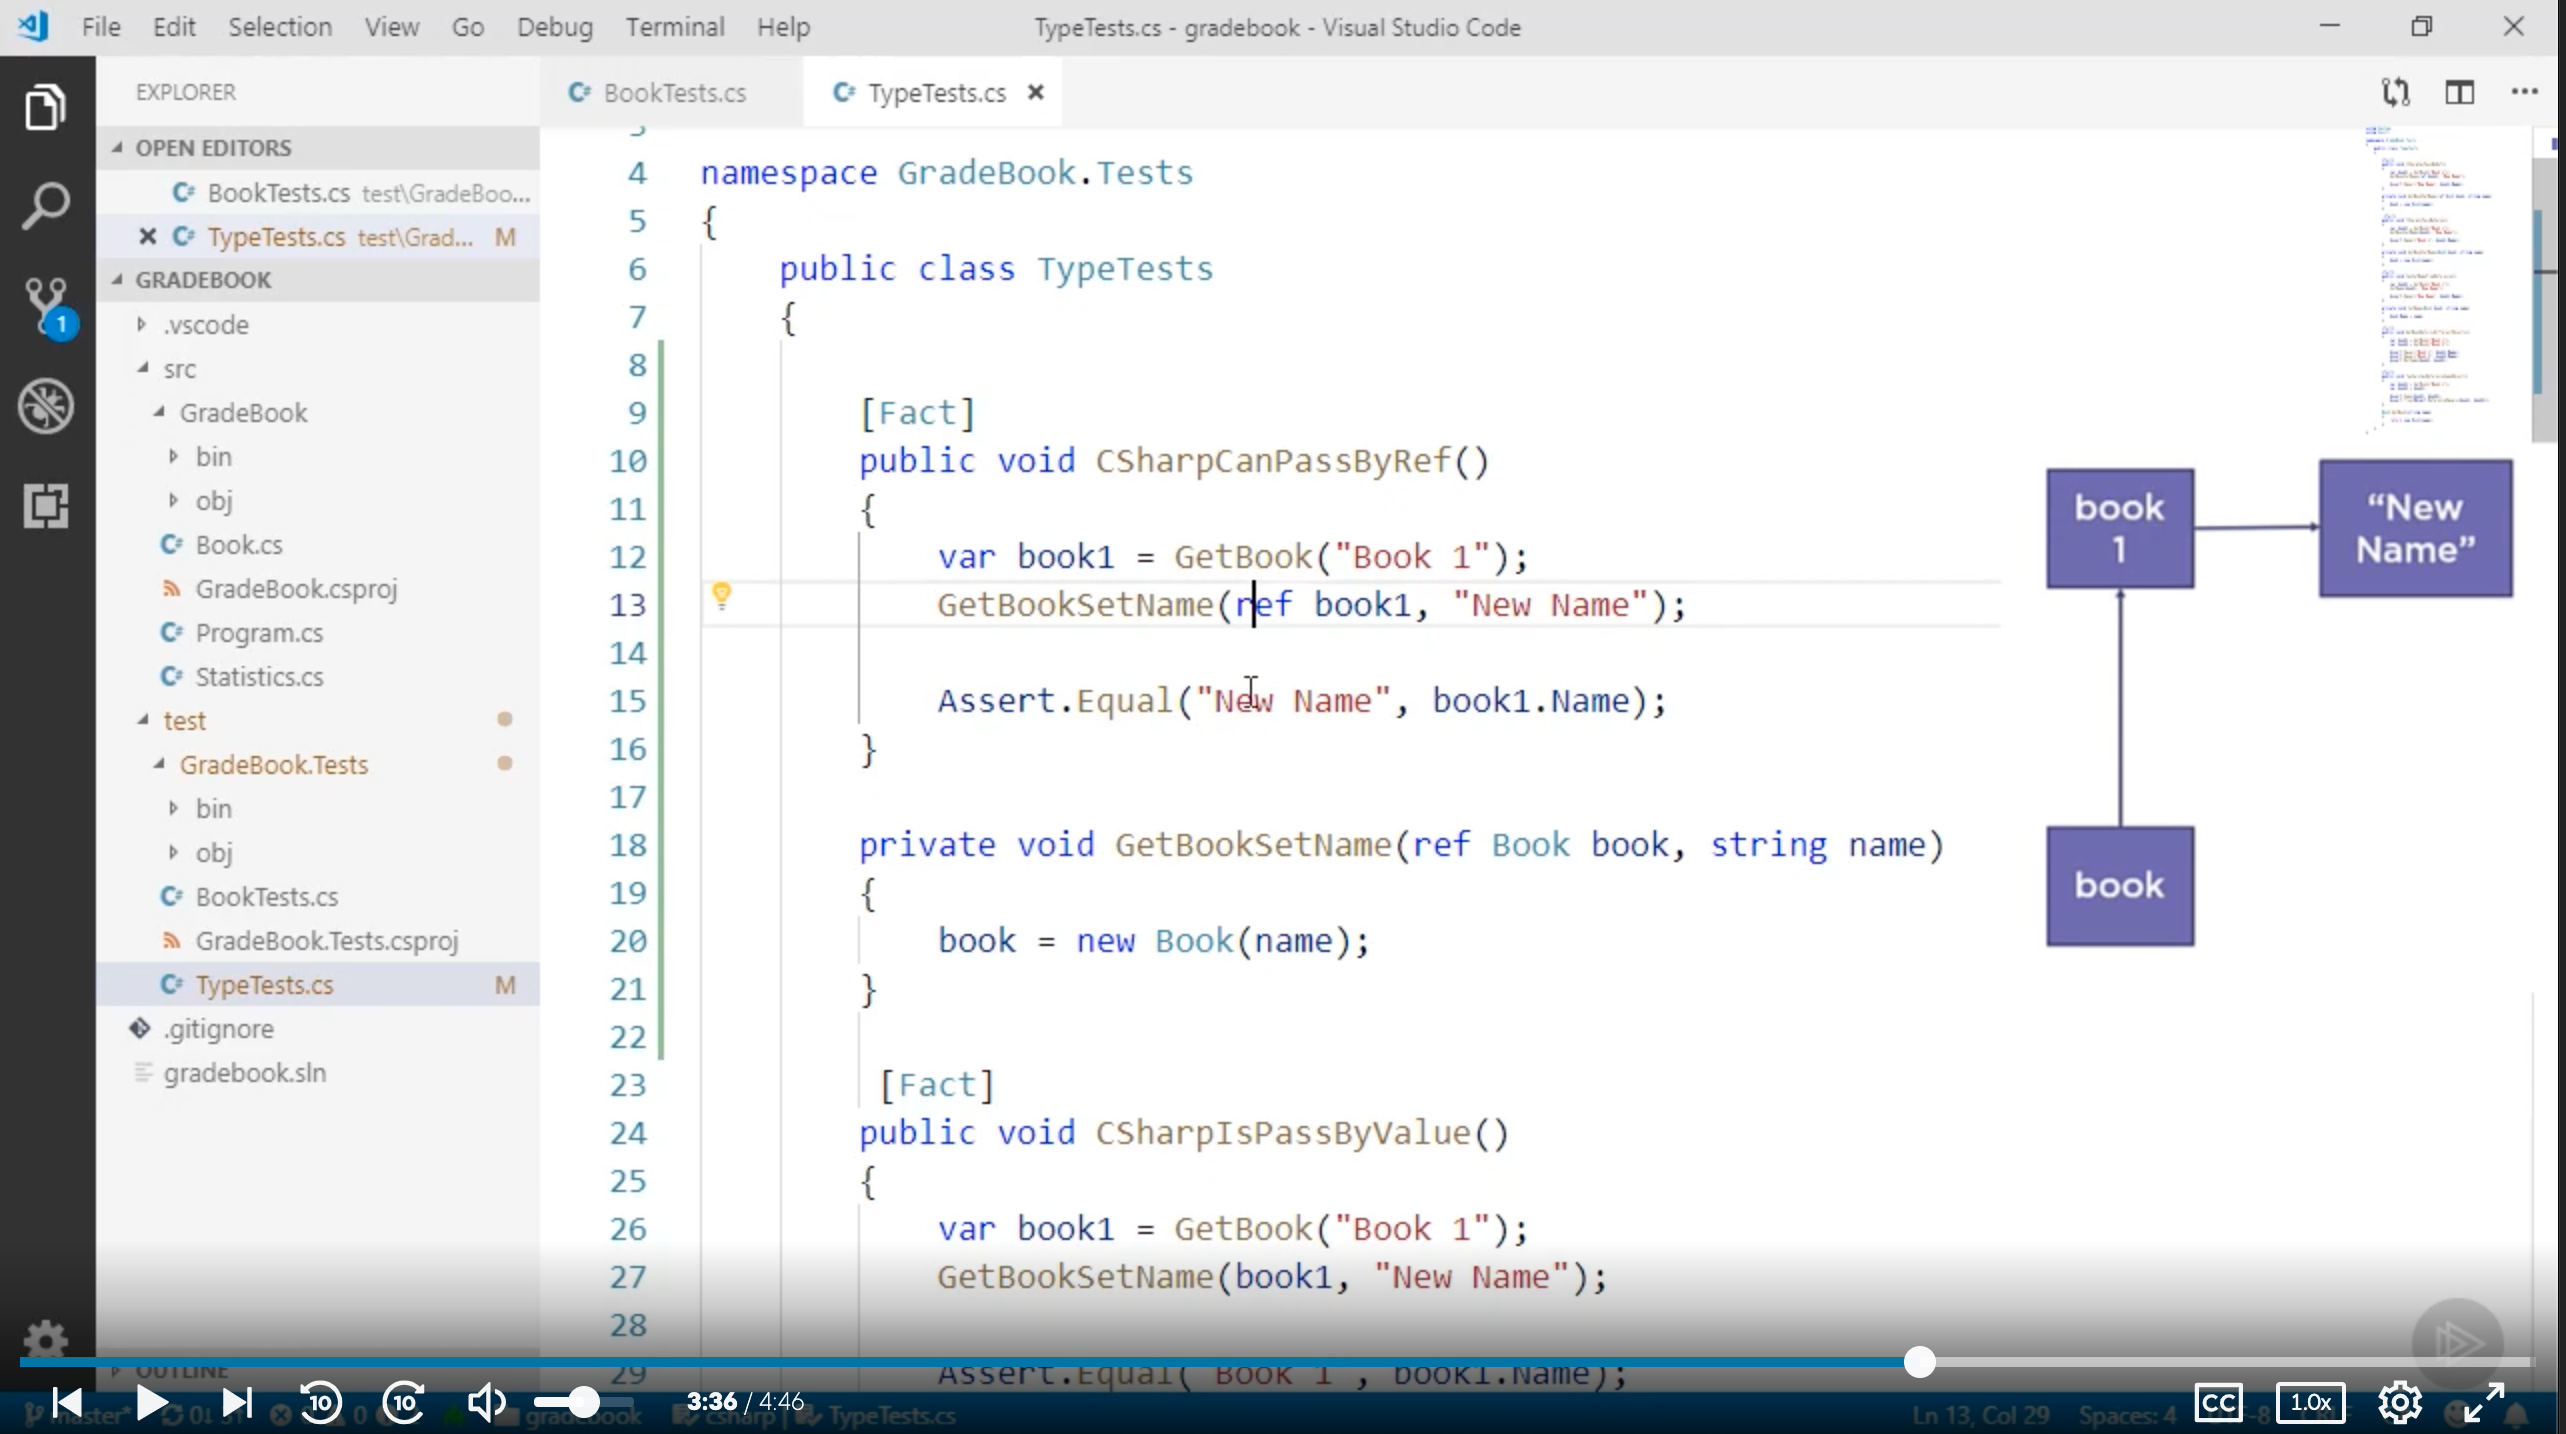 File Edit Selection View Go Debug Terminal Help
TypeTests.cs - gradebook - Visual Studio Code
EXPLORER
OPEN EDITORS
BookTests.cs test\GradeBoo...
TypeTests.cs test\Grad... M
GRADEBOOK
.vscode
src
GradeBook
bin
obj
Book.cs
GradeBook.csproj
Program.cs
Statistics.cs
test
GradeBook.Tests
bin
obj
BookTests.cs
GradeBook.Tests.csproj
TypeTests.cs M
.gitignore
gradebook.sln
OUTLINE
1
BookTests.cs TypeTests.cs
4 namespace GradeBook.Tests
5 {
6 public class TypeTests
7 {
8
9 [Fact]
10 public void CSharpCanPassByRef()
11 {
12 var book1 = GetBook("Book 1");
13 GetBookSetName(ref book1, "New Name");
14
15 Assert.Equal("New Name", book1.Name);
16 }
17
18 private void GetBookSetName(ref Book book, string name)
19 {
20 book = new Book(name);
21 }
22
23 [Fact]
24 public void CSharpIsPassByValue()
25 {
26 var book1 = GetBook("Book 1");
27 GetBookSetName(book1, "New Name");
28
29 Assert.Equal("Book 1", book1.Name);
book
1
“New
Name”
book
10 10 3:36 / 4:46 CC 1.0x
master* gradebook csharp TypeTests.cs Ln 13, Col 29 Spaces: 4